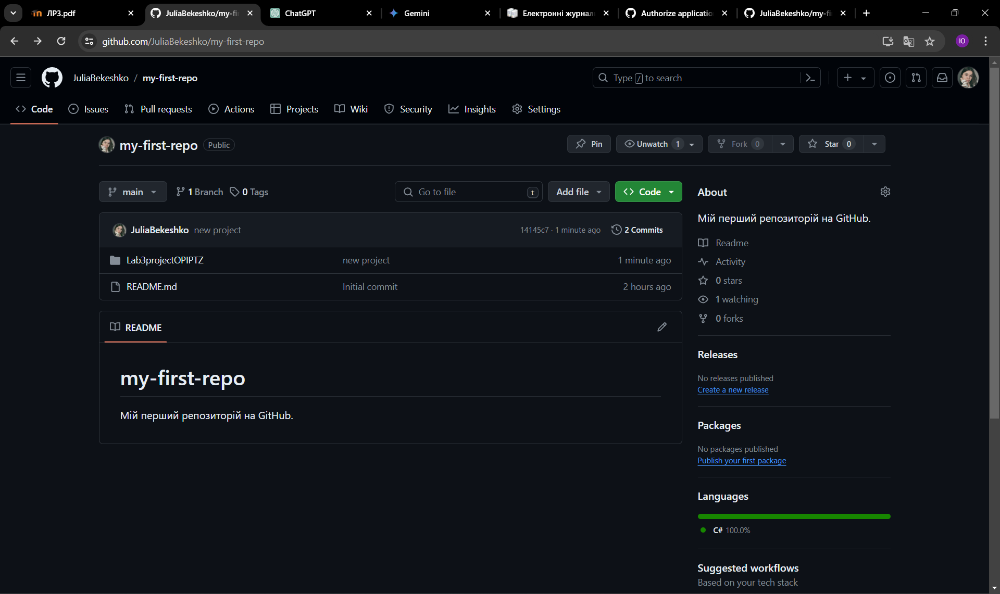 ЛР3.pdf
JuliaBekeshko/my-fi
ChatGPT
Gemini
Електронні журнал
Authorize applicatio
JuliaBekeshko/my-fi
github.com/JuliaBekeshko/my-first-repo
Ю
JuliaBekeshko / my-first-repo
Type / to search
Code
Issues
Pull requests
Actions
Projects
Wiki
Security
Insights
Settings
my-first-repo
Public
Pin
Unwatch 1
Fork 0
Star 0
main
1 Branch
0 Tags
Go to file
t
Add file
Code
JuliaBekeshko new project
14145c7 · 1 minute ago
2 Commits
Lab3projectOPIPTZ
new project
1 minute ago
README.md
Initial commit
2 hours ago
README
my-first-repo
Мій перший репозиторій на GitHub.
About
Мій перший репозиторій на GitHub.
Readme
Activity
0 stars
1 watching
0 forks
Releases
No releases published
Create a new release
Packages
No packages published
Publish your first package
Languages
C# 100.0%
Suggested workflows
Based on your tech stack